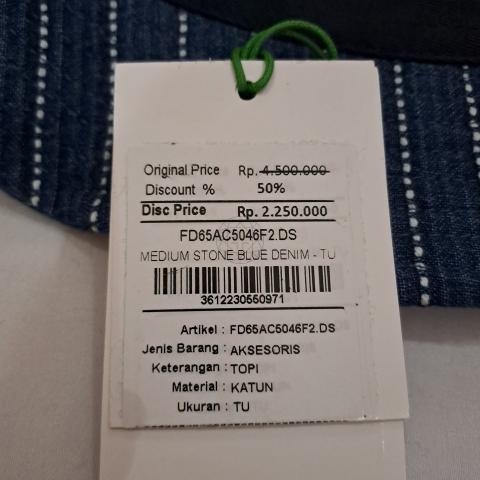 Original Price Rp. 4.500.000
Discount % 50%
Disc Price Rp. 2.250.000
FD65AC5046F2.DS
MEDIUM STONE BLUE DENIM - TU
3612230550971
Artikel : FD65AC5046F2.DS
Jenis Barang : AKSESORIS
Keterangan : TOPI
Material : KATUN
Ukuran : TU